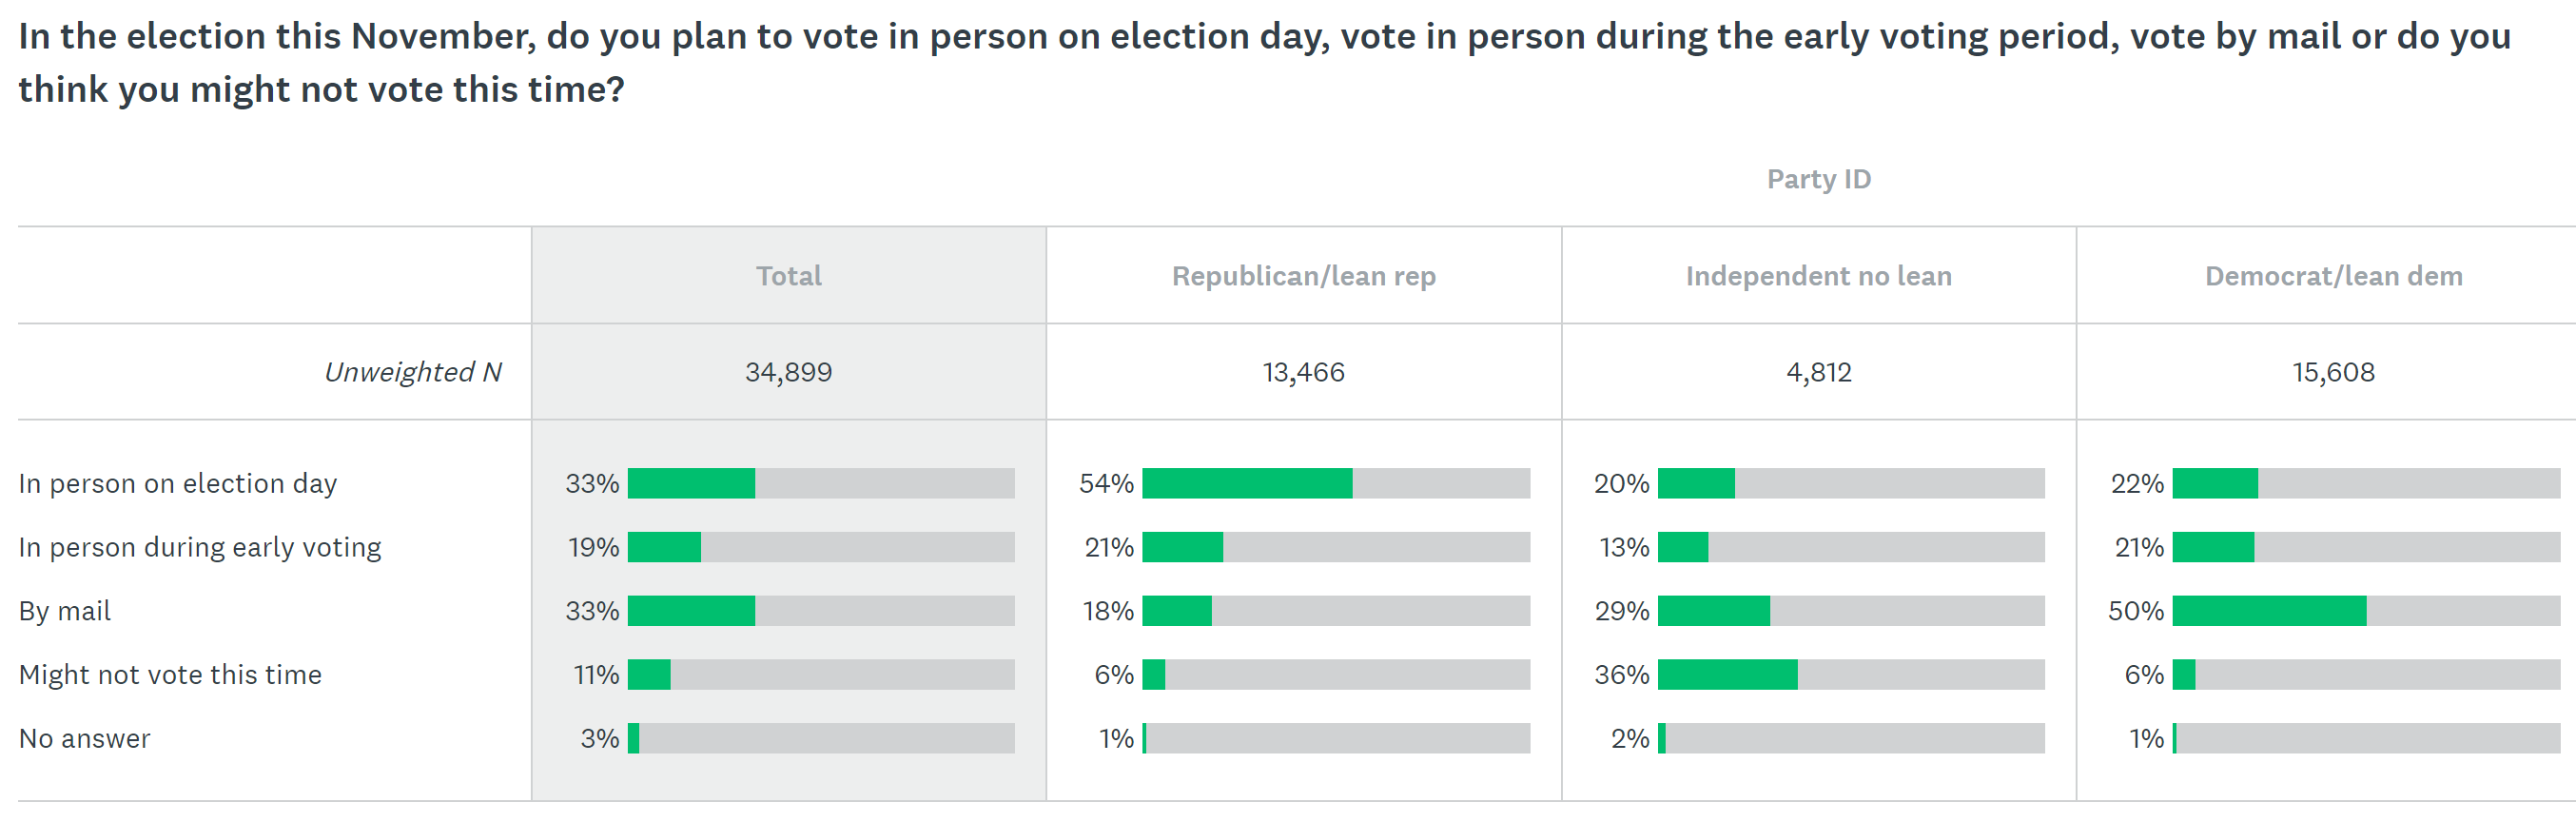 In the election this November, do you plan to vote in person on election day, vote in person during the early voting period, vote by mail or do you
think you might not vote this time?
Party ID
Total Republican/lean rep Independent no lean Democrat/lean dem
Unweighted N 34,899 13,466 4,812 15,608
In person on election day 33% 54% 20% 22%
In person during early voting 19% 21% 13% 21%
By mail 33% 18% 29% 50%
Might not vote this time 11% 6% 36% 6%
No answer 3% 1% 2% 1%